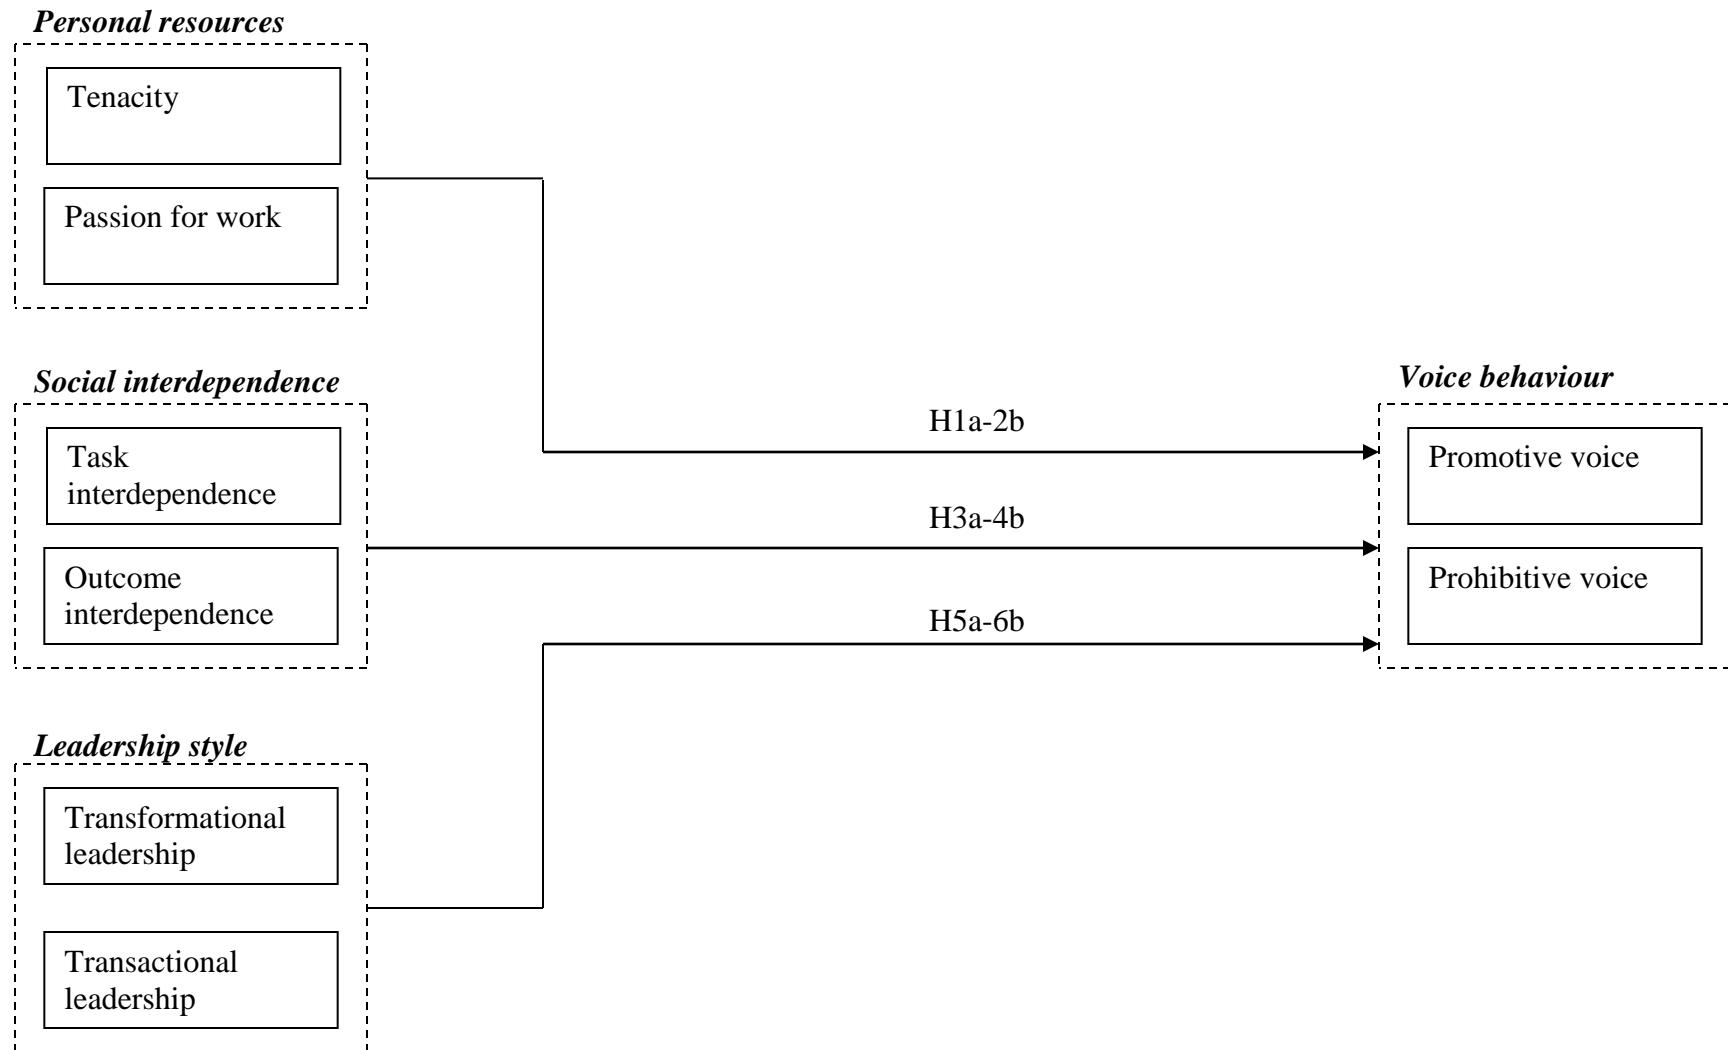 Personal resources
Tenacity
Passion for work
Social interdependence
Task
interdependence
Outcome
interdependence
Leadership style
Transformational
leadership
Transactional
leadership
H1a-2b
H3a-4b
H5a-6b
Voice behaviour
Promotive voice
Prohibitive voice